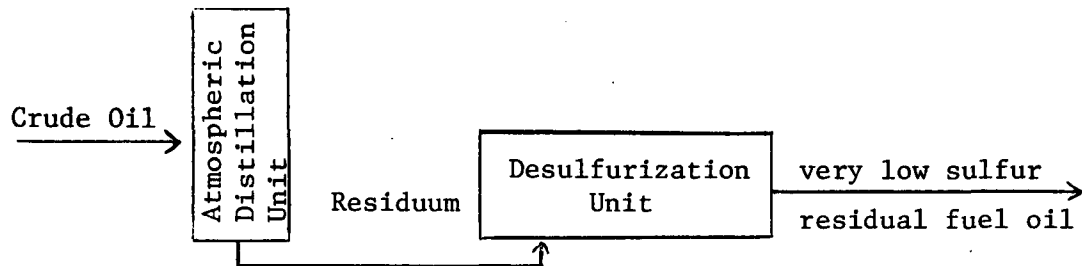 Crude Oil
Atmospheric
Distillation
Unit
Residuum
Desulfurization
Unit
very low sulfur
residual fuel oil